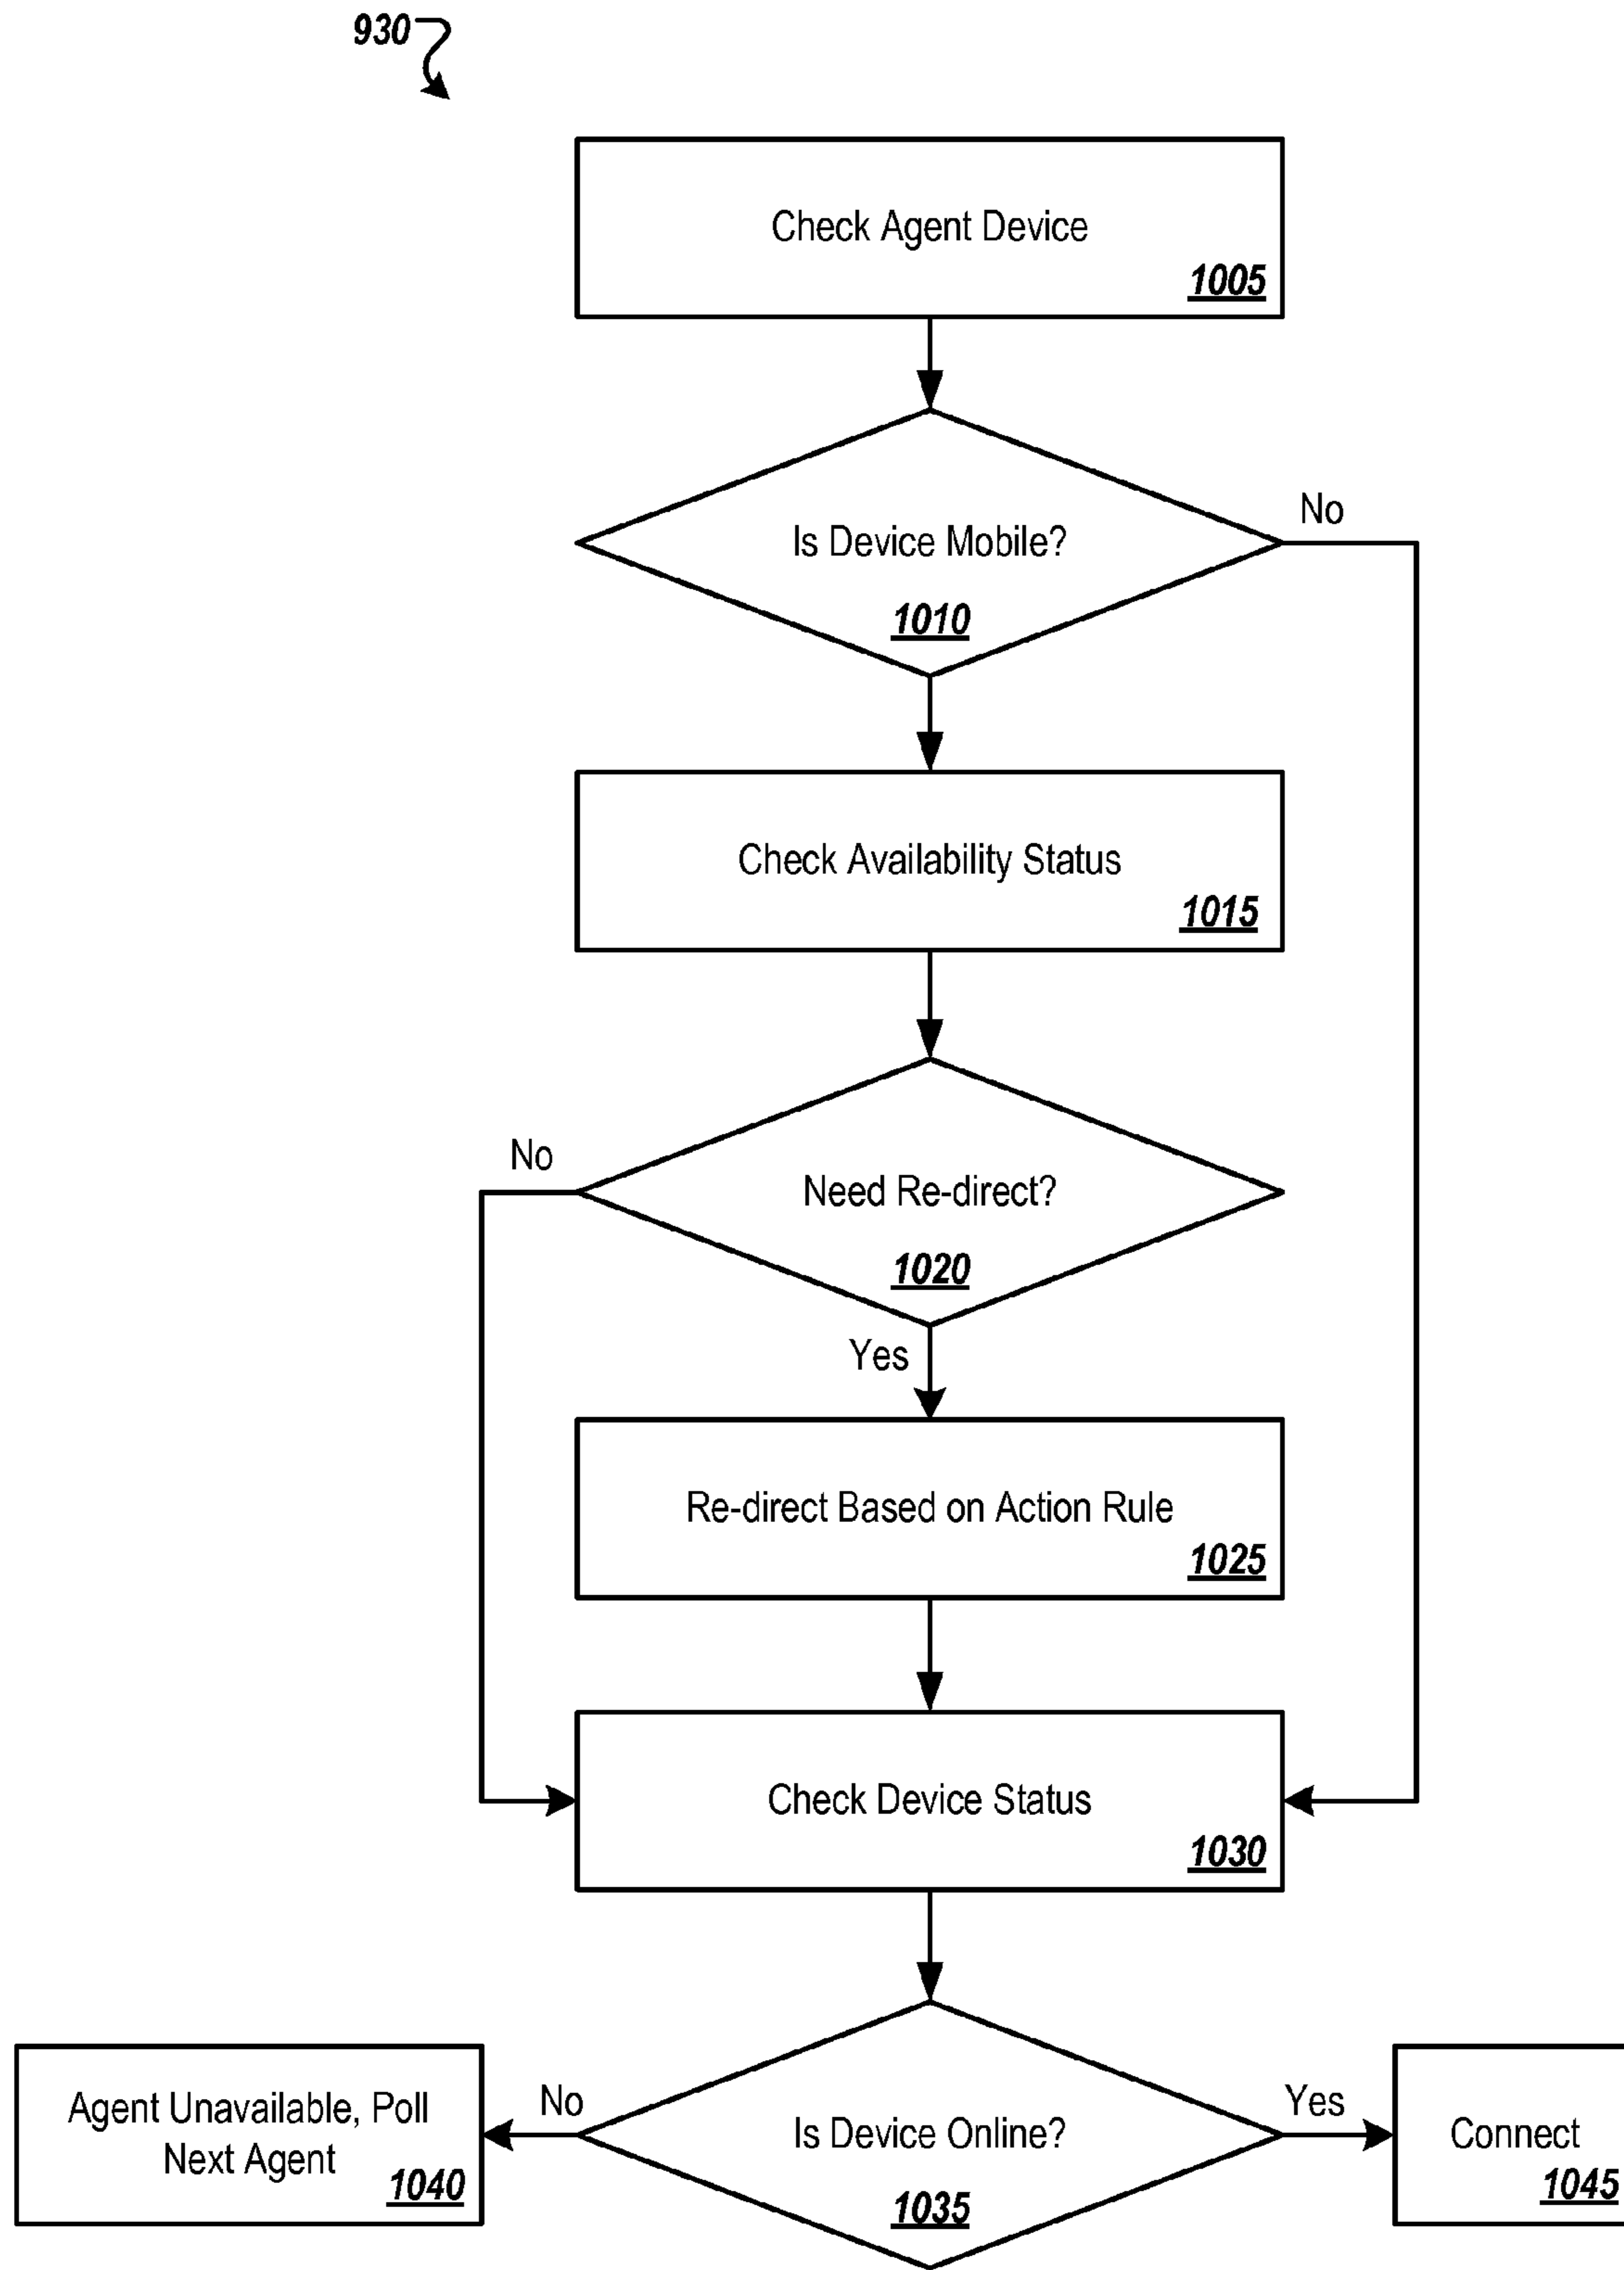 930
Check Agent Device
1005
No
Is Device Mobile?
1010
Check Availability Status
1015
No
Need Re-direct?
1020
Yes
Re-direct Based on Action Rule
1025
Check Device Status
1030
Agent Unavailable, Poll
Next Agent
1040
No
Is Device Online?
1035
Yes
Connect
1045